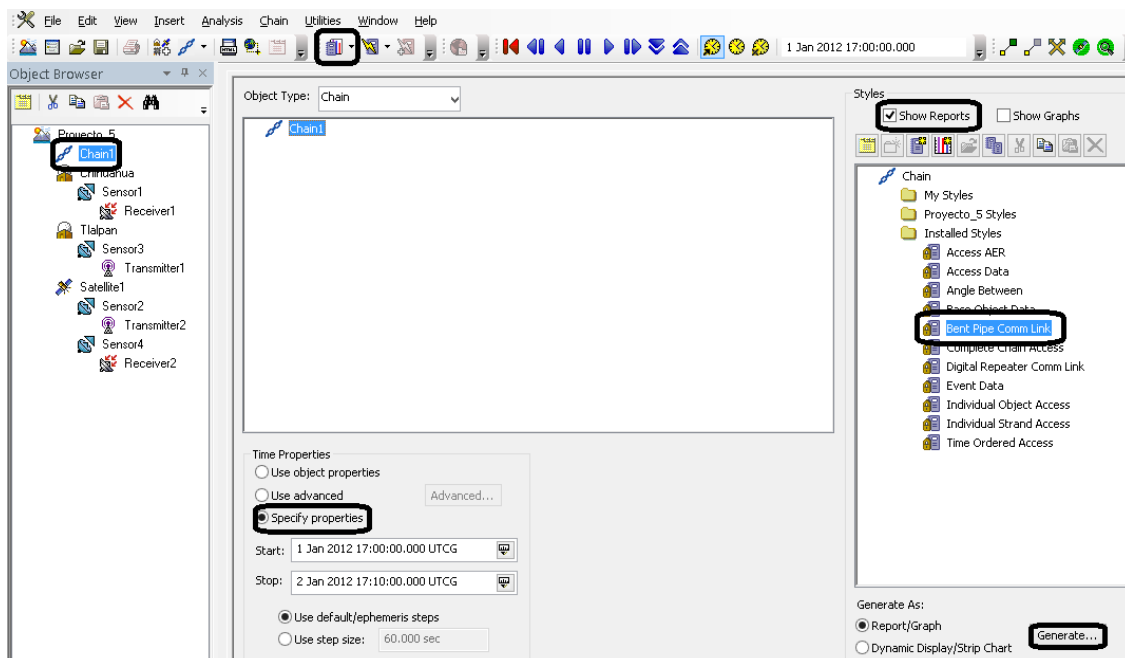 File Edit View Insert Analysis Chain Utilities Window Help
1 Jan 2012 17:00:00.000
Object Browser
Proyecto_5
Chain1
Chihuahua
Sensor1
Receiver1
Tlalpan
Sensor3
Transmitter1
Satellite1
Sensor2
Transmitter2
Sensor4
Receiver2
Object Type: Chain
Chain1
Time Properties
Use object properties
Use advanced Advanced...
Specify properties
Start: 1 Jan 2012 17:00:00.000 UTCG
Stop: 2 Jan 2012 17:10:00.000 UTCG
Use default/ephemeris steps
Use step size: 60.000 sec
Styles
Show Reports Show Graphs
Chain
My Styles
Proyecto_5 Styles
Installed Styles
Access AER
Access Data
Angle Between
Base Object Data
Bent Pipe Comm Link
Complete Chain Access
Digital Repeater Comm Link
Event Data
Individual Object Access
Individual Strand Access
Time Ordered Access
Generate As:
Report/Graph
Generate...
Dynamic Display/Strip Chart